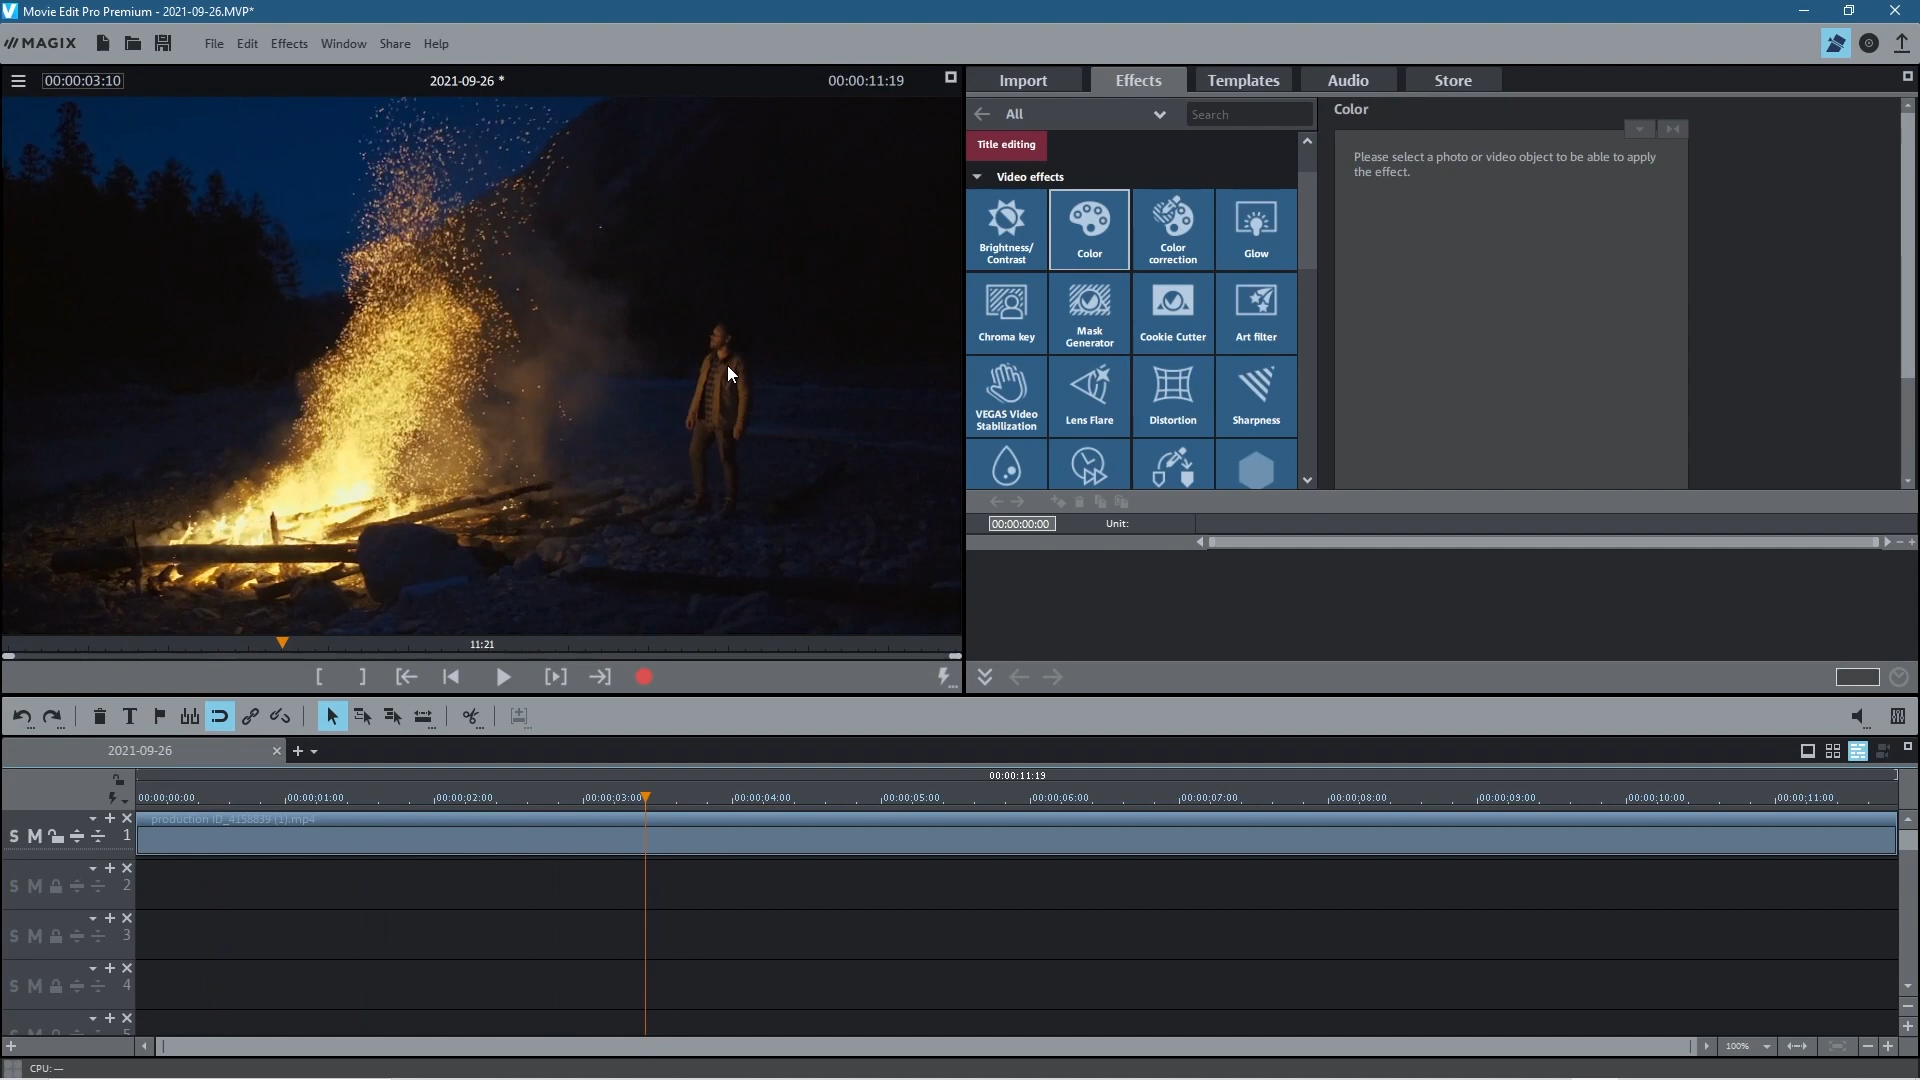 Movie Edit Pro Premium - 2021-09-26.MVP*
MAGIX File Edit Effects Window Share Help
00:00:03:10 2021-09-26 * 00:00:11:19
Import Effects Templates Audio Store
All Search
Title editing
Video effects
Brightness/
Contrast
Color
Color
correction
Glow
Chroma key
Mask
Generator
Cookie Cutter
Art filter
VEGAS Video
Stabilization
Lens Flare
Distortion
Sharpness
Color
Please select a photo or video object to be able to apply
the effect.
00:00:00:00 Unit:
11:21
2021-09-26
00:00:11:19
00:00:00:00 00:00:01:00 00:00:02:00 00:00:03:00 00:00:04:00 00:00:05:00 00:00:06:00 00:00:07:00 00:00:08:00 00:00:09:00 00:00:10:00 00:00:11:00
production ID_4158839 (1).mp4
S M 1
S M 2
S M 3
S M 4
S M 5
100%
CPU: —